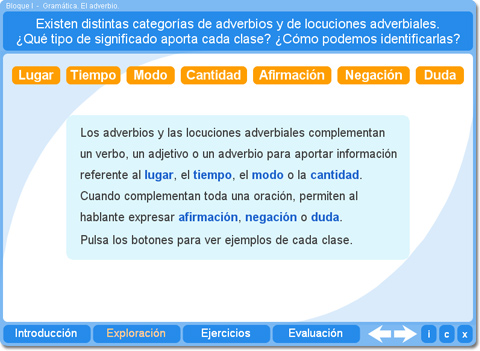 Bloque I - Gramática. El adverbio.
Existen distintas categorías de adverbios y de locuciones adverbiales.
¿Qué tipo de significado aporta cada clase? ¿Cómo podemos identificarlas?
Lugar Tiempo Modo Cantidad Afirmación Negación Duda
Los adverbios y las locuciones adverbiales complementan
un verbo, un adjetivo o un adverbio para aportar información
referente al lugar, el tiempo, el modo o la cantidad.
Cuando complementan toda una oración, permiten al
hablante expresar afirmación, negación o duda.
Pulsa los botones para ver ejemplos de cada clase.
Introducción Exploración Ejercicios Evaluación i c x